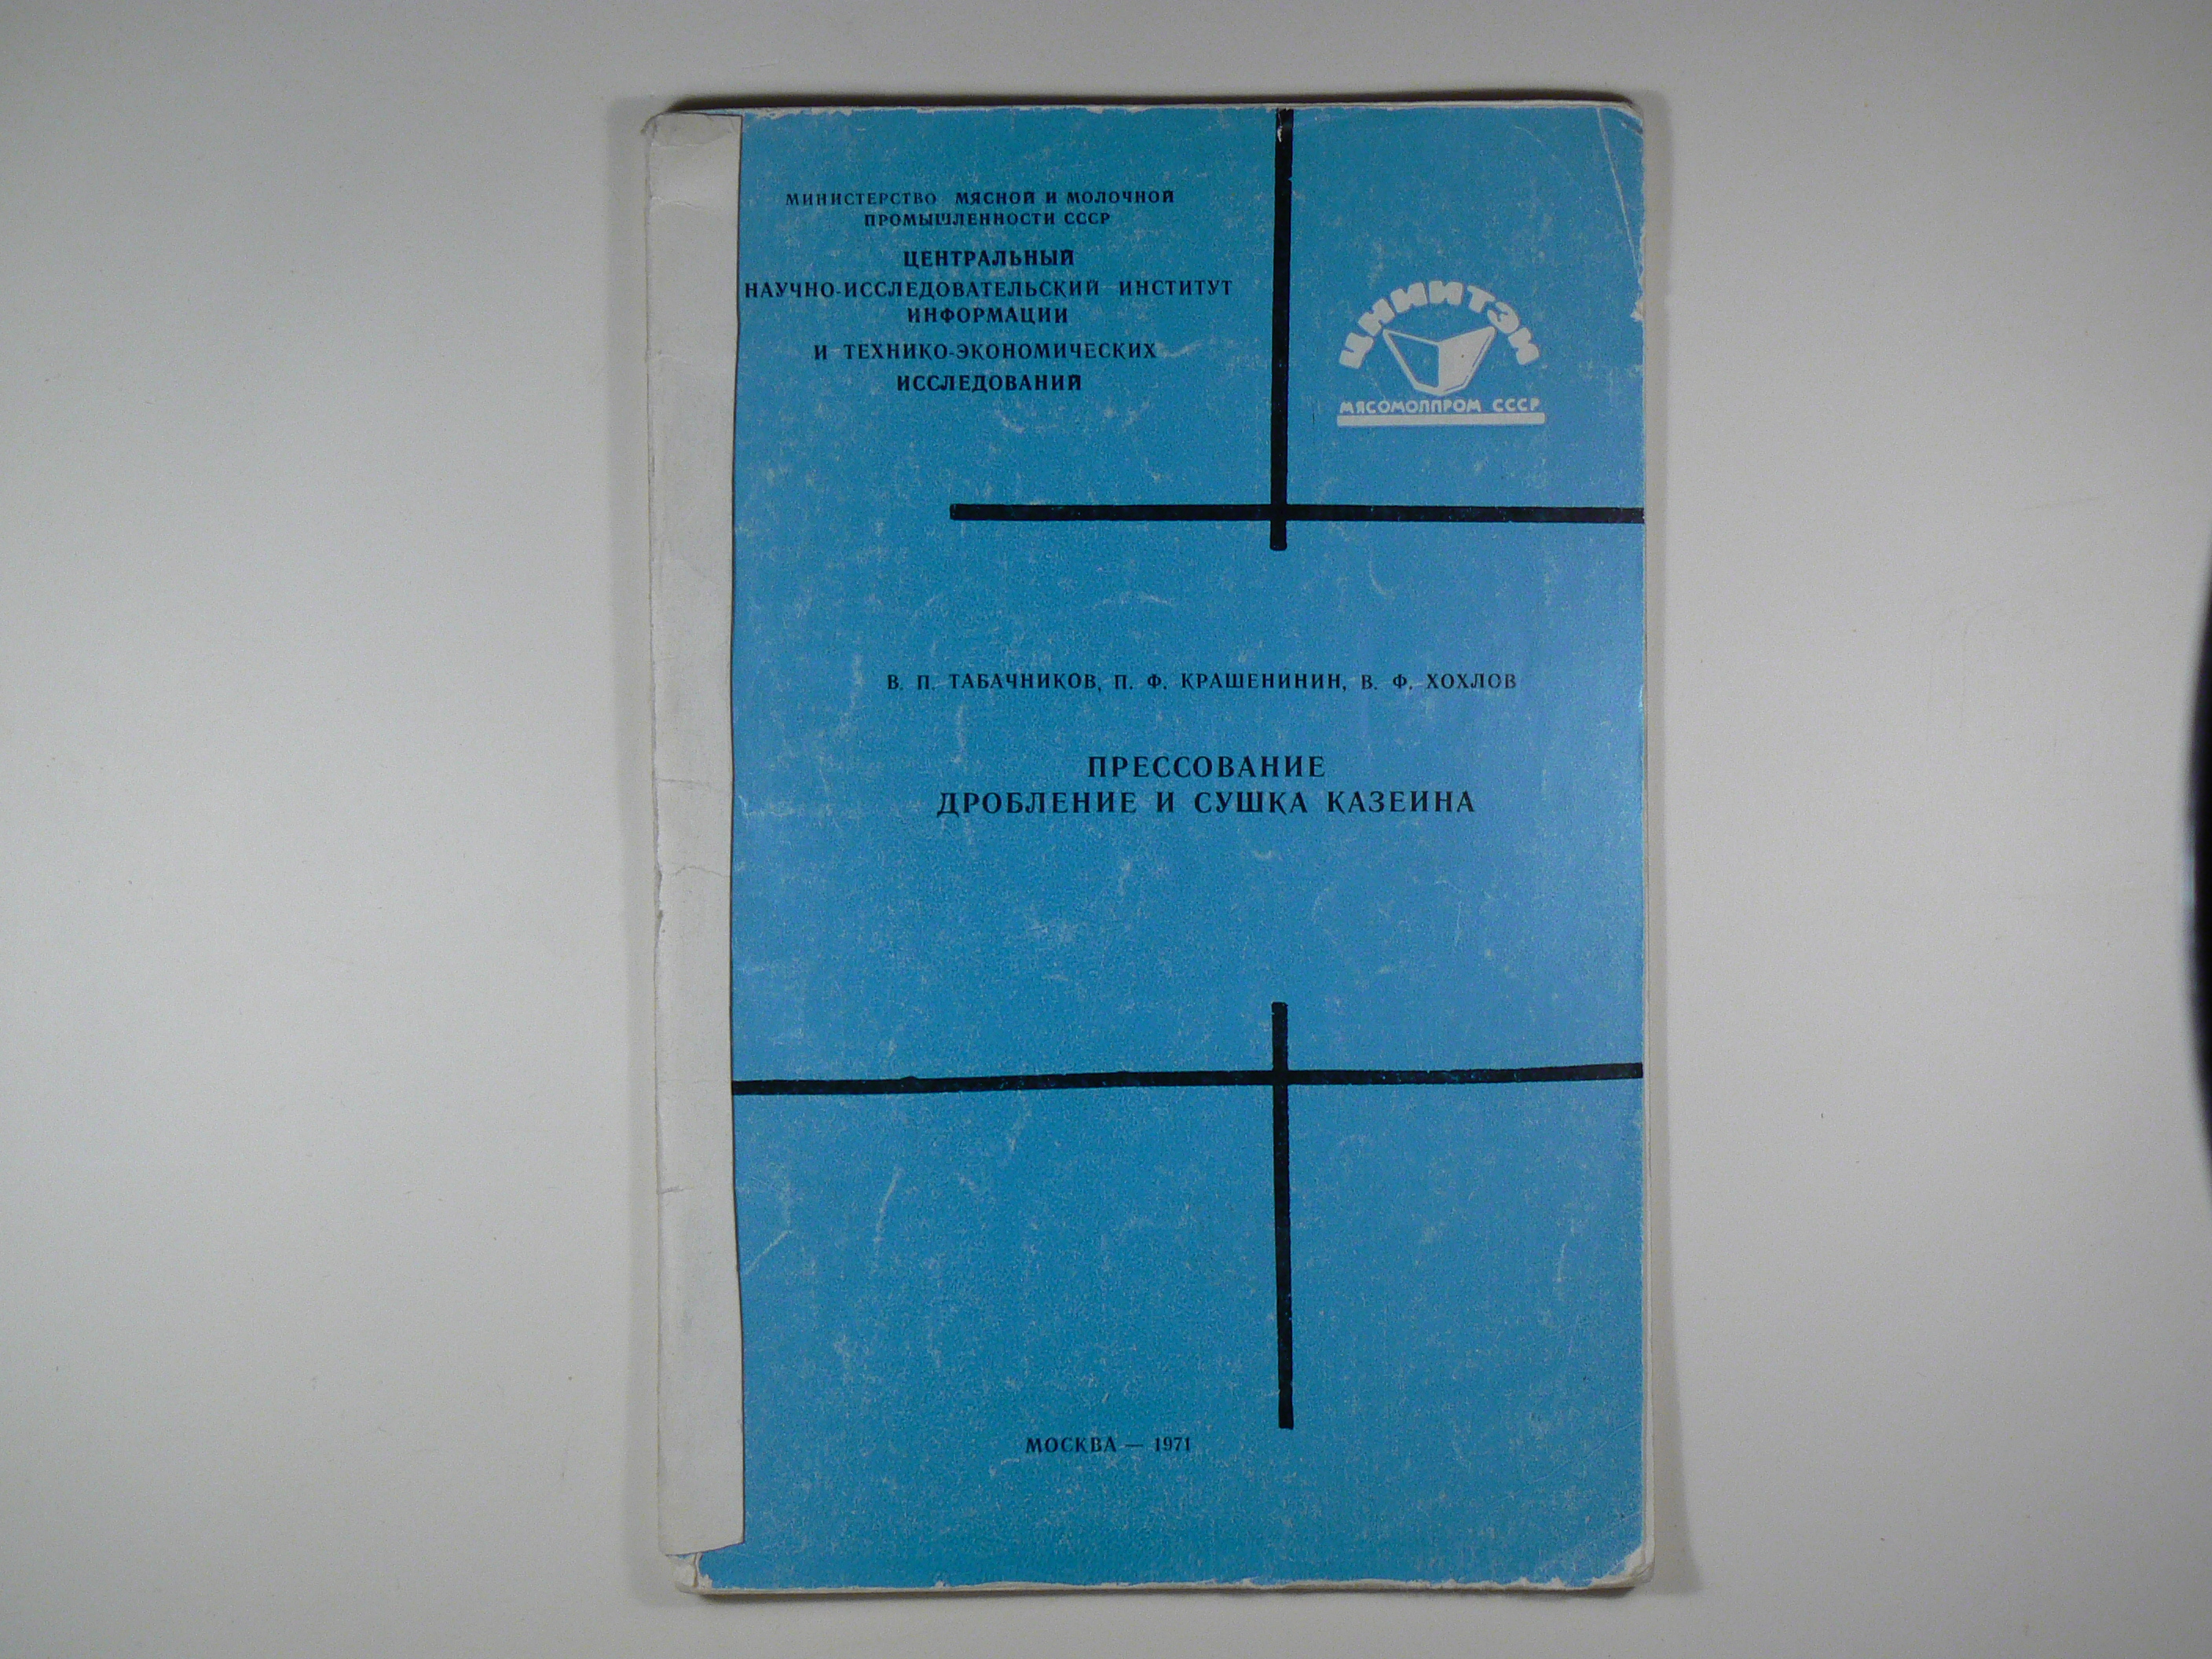 МИНИСТЕРСТВО МЯСНОЙ И МОЛОЧНОЙ
ПРОМЫШЛЕННОСТИ СССР
ЦЕНТРАЛЬНЫЙ
НАУЧНО-ИССЛЕДОВАТЕЛЬСКИЙ ИНСТИТУТ
ИНФОРМАЦИИ
И ТЕХНИКО-ЭКОНОМИЧЕСКИХ
ИССЛЕДОВАНИЙ
ЦНИИТЭИ
МЯСОМОЛПРОМ СССР
В. П. ТАБАЧНИКОВ, П. Ф. КРАШЕНИНИН, В. Ф. ХОХЛОВ
ПРЕССОВАНИЕ
ДРОБЛЕНИЕ И СУШКА КАЗЕИНА
МОСКВА — 1971